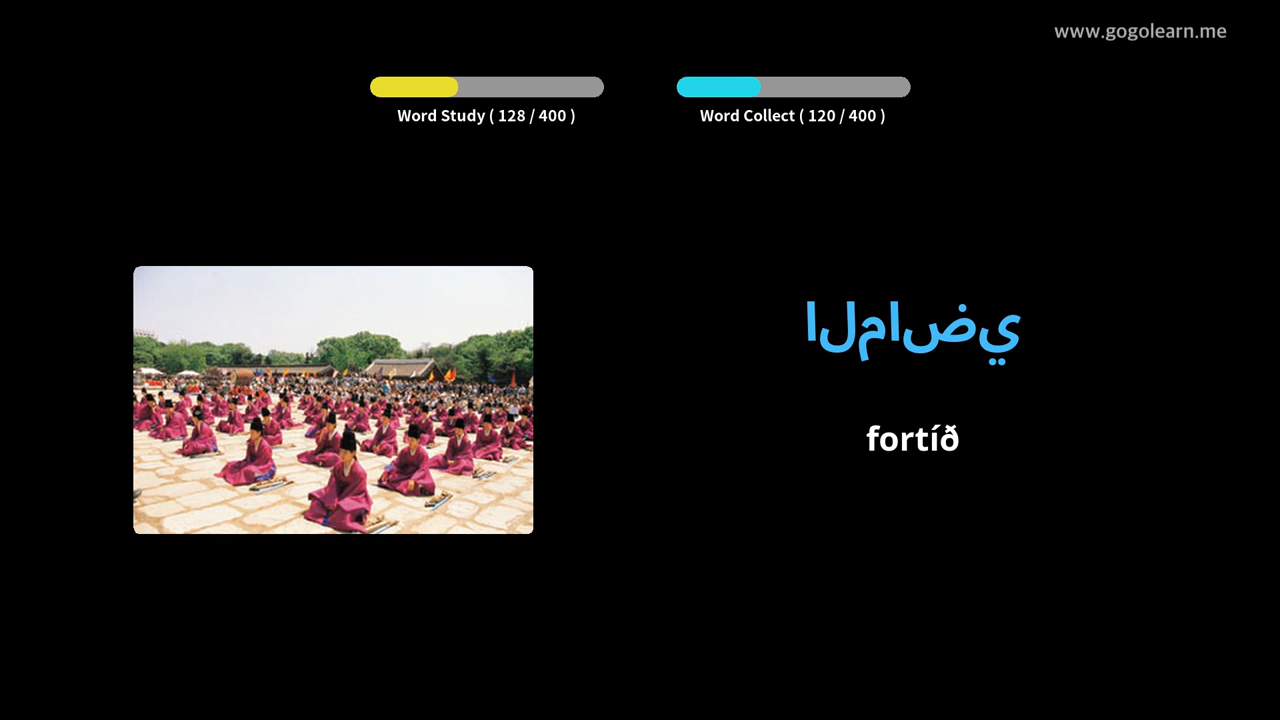 www.gogolearn.me
Word Study ( 128 / 400 )
Word Collect ( 120 / 400 )
الماضي
fortíð